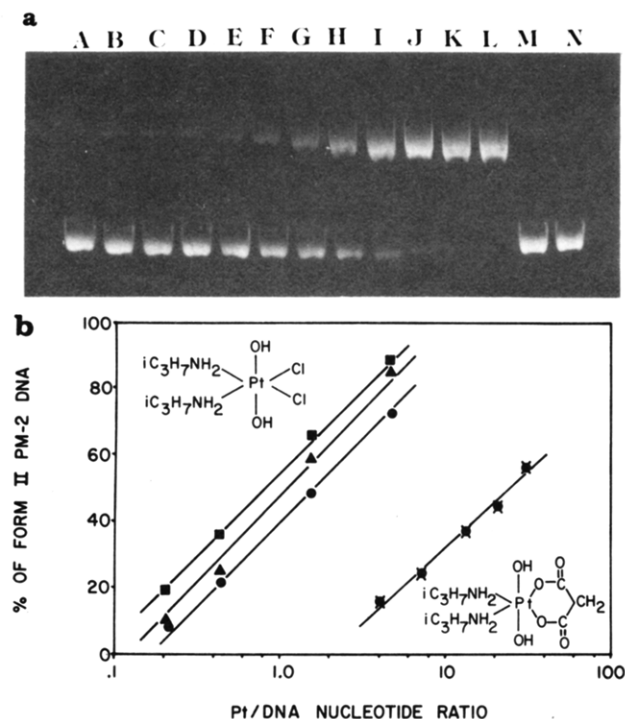 a
A B C D E F G H I J K L M N
b
100
80
60
40
20
0
% OF FORM II PM-2 DNA
OH
iC3H7NH2
Cl
Pt
iC3H7NH2
Cl
OH
OH
O
iC3H7NH2
O
C
Pt
CH2
iC3H7NH2
O
C
OH
O
.1 1.0 10 100
Pt/DNA NUCLEOTIDE RATIO